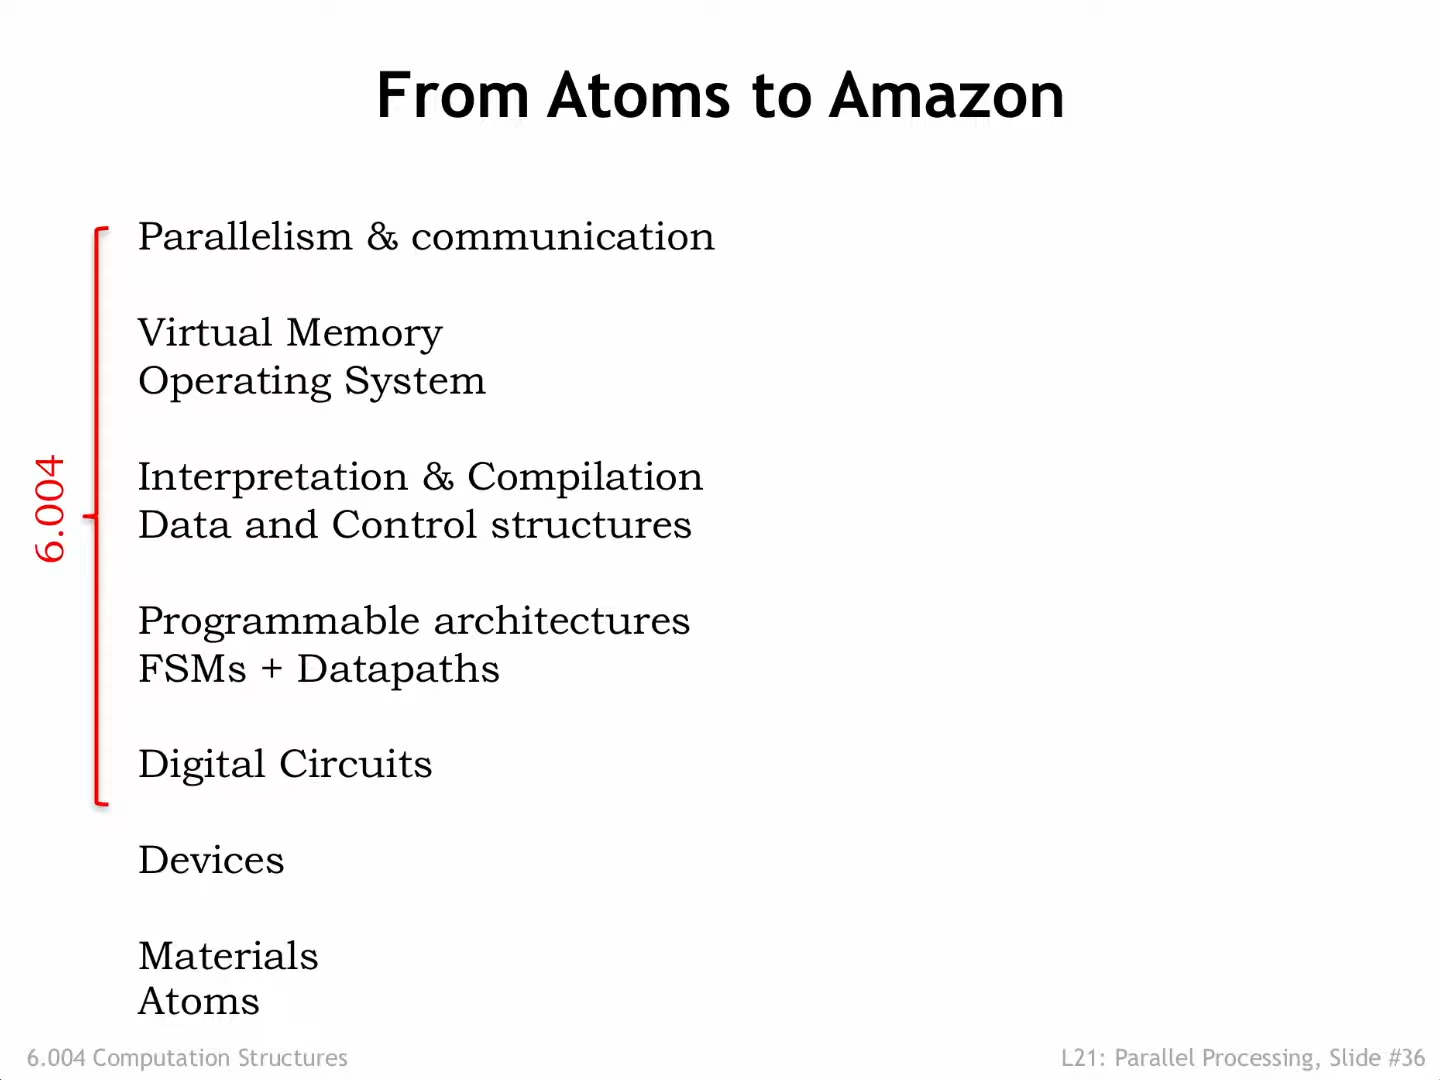 From Atoms to Amazon
Parallelism & communication
Virtual Memory
Operating System
6.004
Interpretation & Compilation
Data and Control structures
Programmable architectures
FSMs + Datapaths
Digital Circuits
Devices
Materials
Atoms
6.004 Computation Structures
L21: Parallel Processing, Slide #36